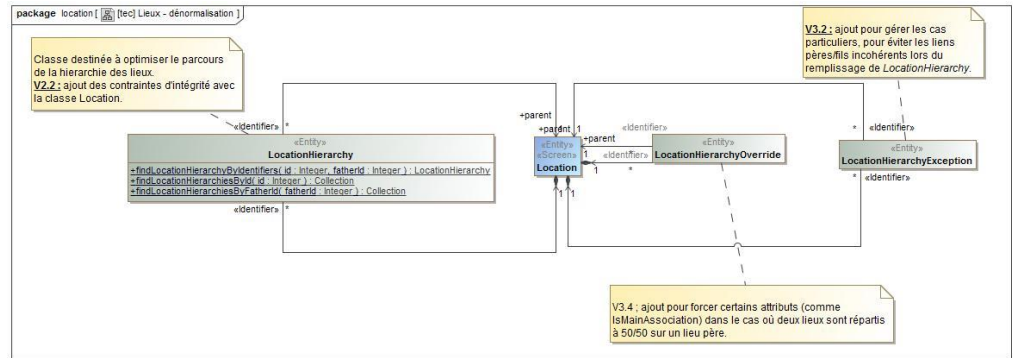 package location [ [tec] Lieux - dénormalisation ]
Classe destinée à optimiser le parcours
de la hierarchie des lieux.
V2.2 : ajout des contraintes d'intégrité avec
la classe Location.
V3.2 : ajout pour gérer les cas
particuliers, pour éviter les liens
pères/fils incohérents lors du
remplissage de LocationHierarchy.
«Identifier» *
+parent
+parent 1 1
«Entity»
LocationHierarchy
+findLocationHierarchyByIdentifiers( id : Integer, fatherId : Integer ) : LocationHierarchy
+findLocationHierarchiesById( id : Integer ) : Collection
+findLocationHierarchiesByFatherId( fatherId : Integer ) : Collection
«Identifier» *
«Entity»
«Screen»
Location
+parent
1
1
1 1
«Identifier»
*
«Identifier»
*
«Entity»
LocationHierarchyOverride
* «Identifier»
«Entity»
LocationHierarchyException
* «Identifier»
V3.4 : ajout pour forcer certains attributs (comme
IsMainAssociation) dans le cas où deux lieux sont répartis
à 50/50 sur un lieu père.